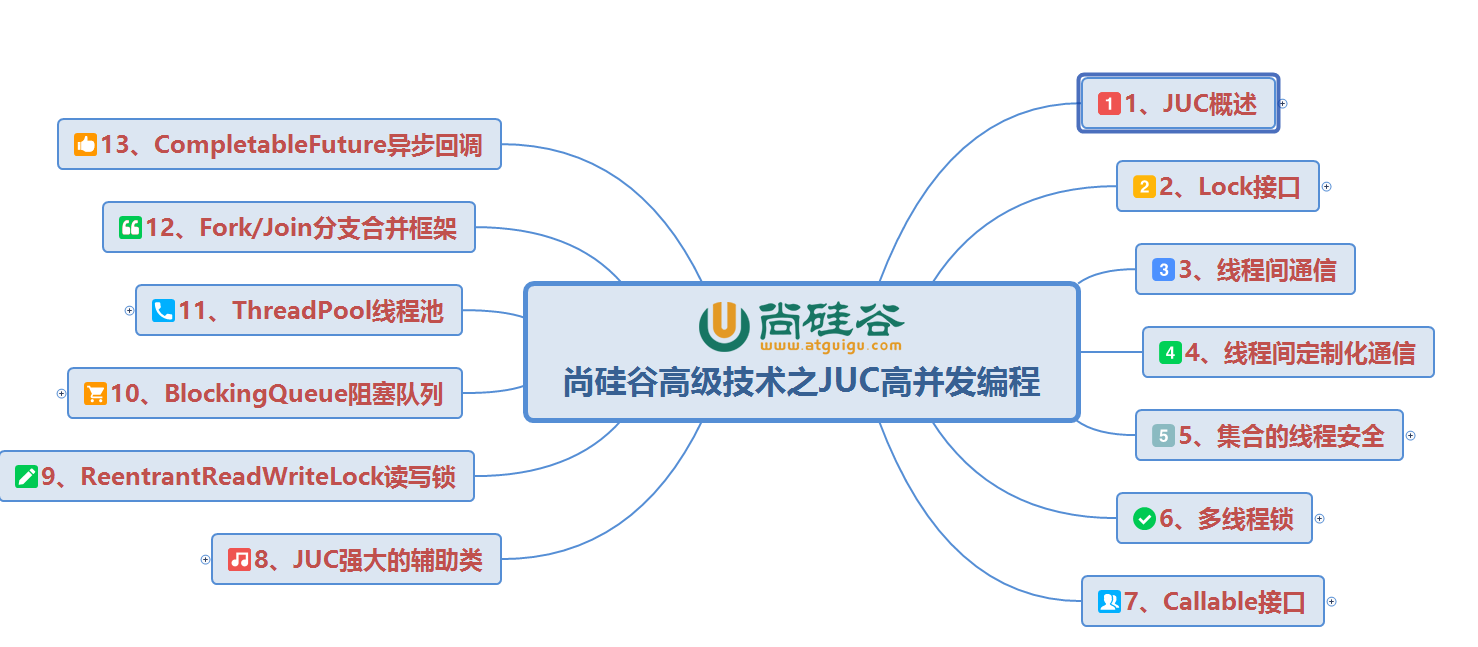 尚硅谷
www.atguigu.com
尚硅谷高级技术之JUC高并发编程
1 1、JUC概述
2 2、Lock接口
3 3、线程间通信
4 4、线程间定制化通信
5 5、集合的线程安全
6、多线程锁
7、Callable接口
8、JUC强大的辅助类
9、ReentrantReadWriteLock读写锁
10、BlockingQueue阻塞队列
11、ThreadPool线程池
12、Fork/Join分支合并框架
13、CompletableFuture异步回调